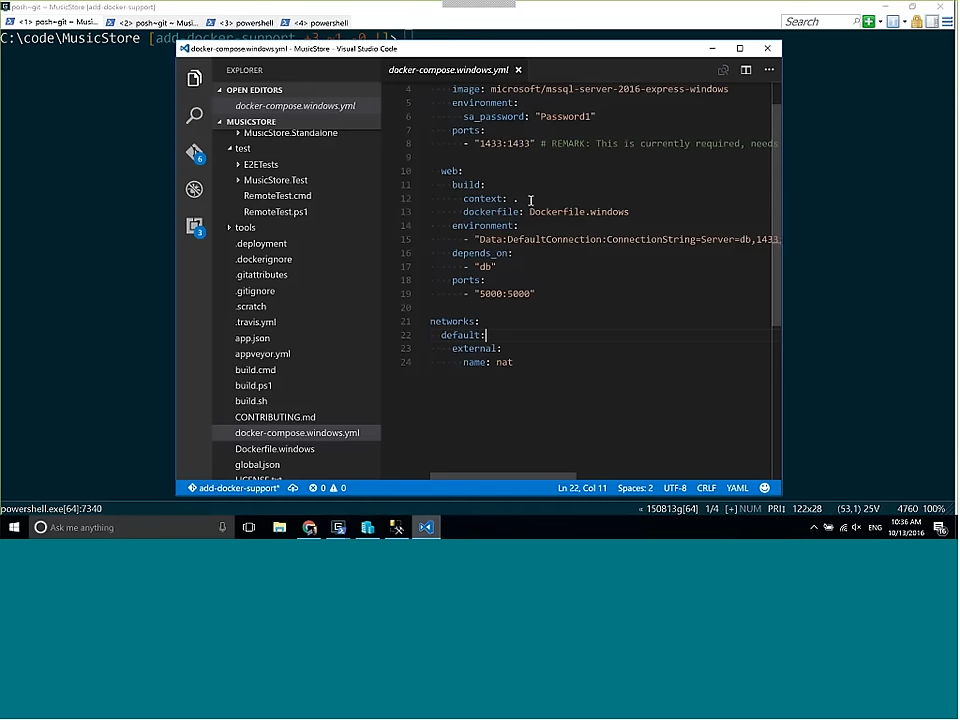 posh~git ~ MusicStore [add-docker-support]
<1> posh~git ~ Musi... <2> posh~git ~ Musi... <3> powershell <4> powershell Search
C:\code\MusicStore [add-docker-support +3 ~1 -0 !]>
docker-compose.windows.yml - MusicStore - Visual Studio Code
EXPLORER
docker-compose.windows.yml
OPEN EDITORS
docker-compose.windows.yml
MUSICSTORE
MusicStore.Standalone
test
E2ETests
MusicStore.Test
RemoteTest.cmd
RemoteTest.ps1
tools
.deployment
.dockerignore
.gitattributes
.gitignore
.scratch
.travis.yml
app.json
appveyor.yml
build.cmd
build.ps1
build.sh
CONTRIBUTING.md
docker-compose.windows.yml
Dockerfile.windows
global.json
LICENSE.txt
6
3
4 image: microsoft/mssql-server-2016-express-windows
5 environment:
6 sa_password: "Password1"
7 ports:
8 - "1433:1433" # REMARK: This is currently required, needs
9
10 web:
11 build:
12 context: .
13 dockerfile: Dockerfile.windows
14 environment:
15 - "Data:DefaultConnection:ConnectionString=Server=db,1433;
16 depends_on:
17 - "db"
18 ports:
19 - "5000:5000"
20
21 networks:
22 default:
23 external:
24 name: nat
add-docker-support* 0 0 Ln 22, Col 11 Spaces: 2 UTF-8 CRLF YAML
powershell.exe[64]:7340 « 150813g[64] 1/4 [+] NUM PRI↕ 122x28 (53,1) 25V 4760 100%
Ask me anything ENG 10:36 AM
10/13/2016
16